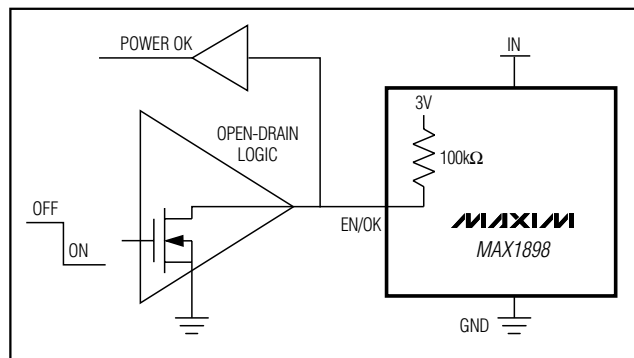 POWER OK
IN
3V
OPEN-DRAIN
LOGIC
100kΩ
OFF
ON
EN/OK
MAXIM
MAX1898
GND